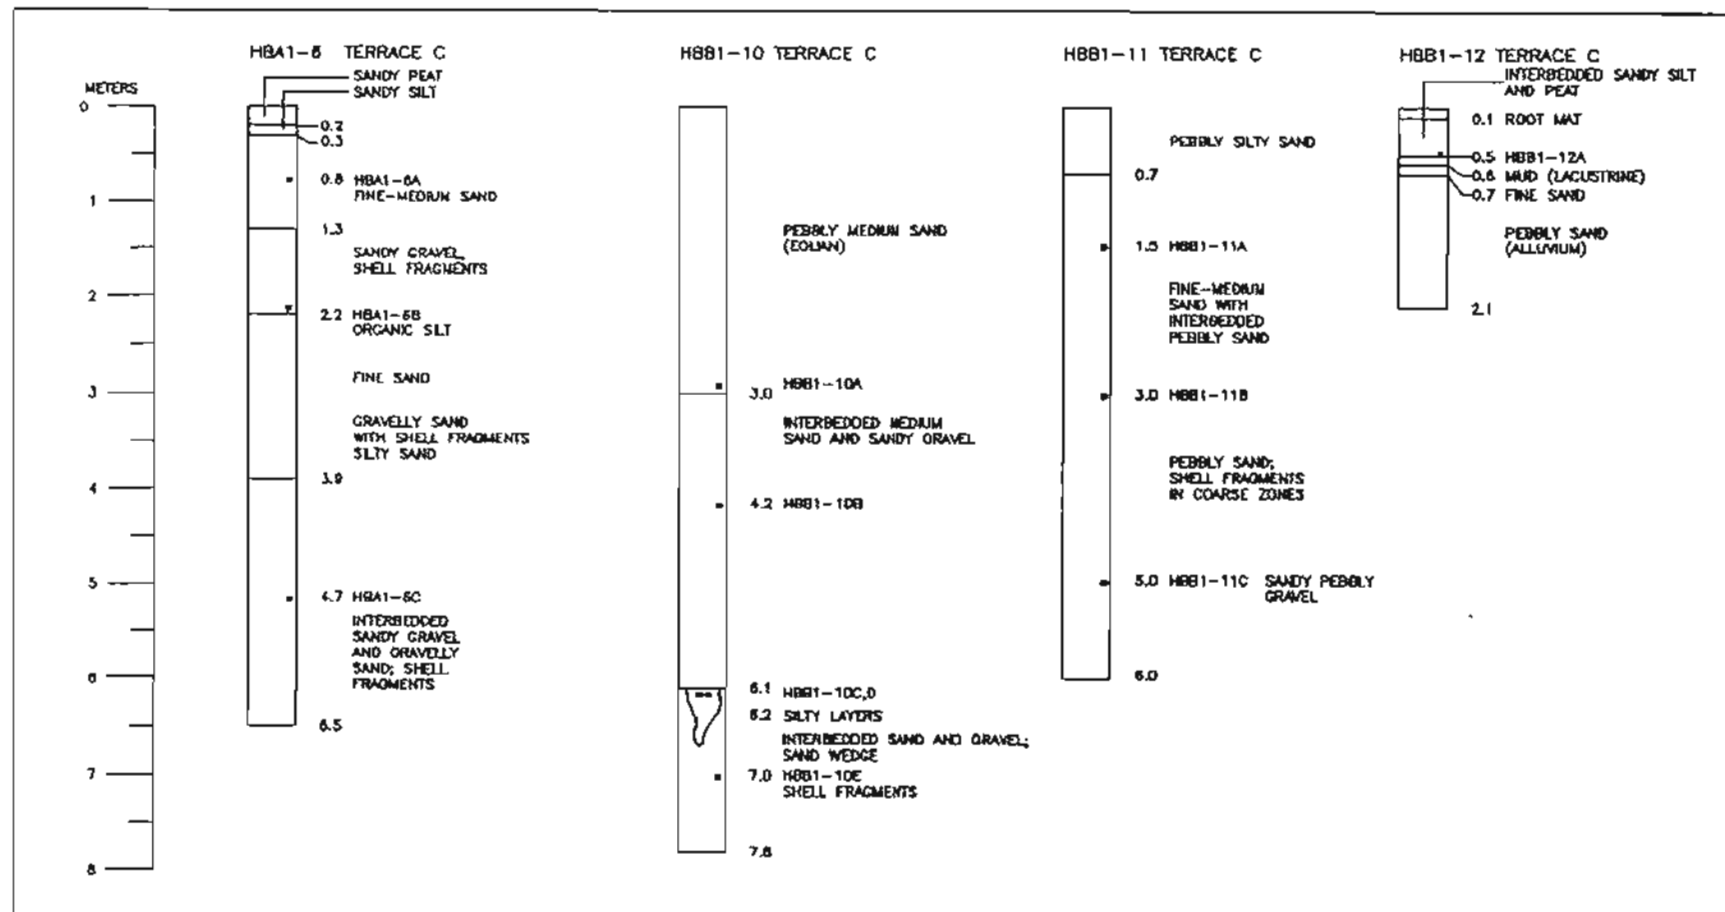 HBA1-6 TERRACE C
SANDY PEAT
SANDY SILT
0.2
0.3
0.8 HBA1-6A
FINE-MEDIUM SAND
1.3
SANDY GRAVEL,
SHELL FRAGMENTS
2.2 HBA1-6B
ORGANIC SILT
FINE SAND
GRAVELLY SAND
WITH SHELL FRAGMENTS
SILTY SAND
3.9
4.7 HBA1-6C
INTERBEDDED
SANDY GRAVEL
AND GRAVELLY
SAND; SHELL
FRAGMENTS
6.5
METERS
0
1
2
3
4
5
6
7
8
HBB1-10 TERRACE C
PEBBLY MEDIUM SAND
(EOLIAN)
HBB1-10A
3.0
INTERBEDDED MEDIUM
SAND AND SANDY GRAVEL
4.2 HBB1-10B
6.1 HBB1-10C,D
6.2 SILTY LAYERS
INTERBEDDED SAND AND GRAVEL;
SAND WEDGE
7.0 HBB1-10E
SHELL FRAGMENTS
7.8
HBB1-11 TERRACE C
PEBBLY SILTY SAND
0.7
1.5 HBB1-11A
FINE-MEDIUM
SAND WITH
INTERBEDDED
PEBBLY SAND
3.0 HBB1-11B
PEBBLY SAND;
SHELL FRAGMENTS
IN COARSE ZONES
5.0 HBB1-11C SANDY PEBBLY
GRAVEL
6.0
HBB1-12 TERRACE C
INTERBEDDED SANDY SILT
AND PEAT
0.1 ROOT MAT
0.5 HBB1-12A
0.6 MUD (LACUSTRINE)
0.7 FINE SAND
PEBBLY SAND
(ALLUVIUM)
2.1